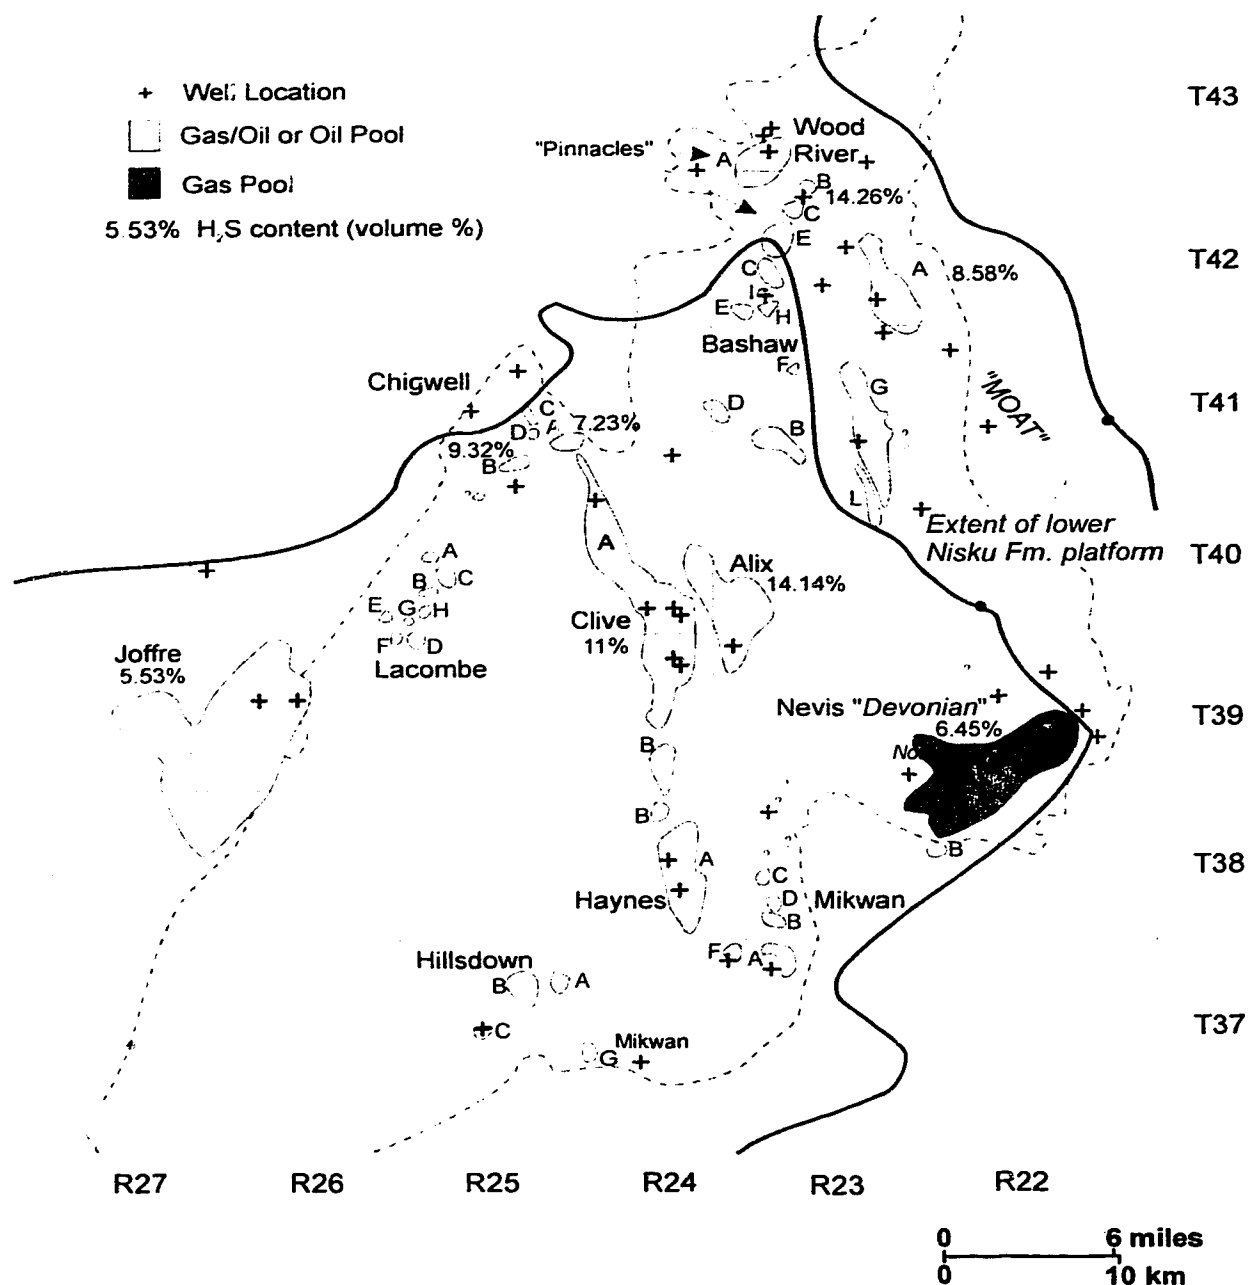 T43
+ Well Location
Gas/Oil or Oil Pool
Gas Pool
5.53% H₂S content (volume %)
"Pinnacles"
A
Wood
River
B
14.26%
C
E
T42
C
A
8.58%
I
E
H
Bashaw
F
Chigwell
G
"MOAT"
T41
C
D
A
7.23%
D
B
9.32%
B
L
Extent of lower
Nisku Fm. platform
T40
A
A
Alix
14.14%
B
C
E
G
H
Clive
11%
F
D
Lacombe
Joffre
5.53%
Nevis "Devonian"
6.45%
T39
No
B
B
B
A
C
T38
Haynes
D
Mikwan
B
F
A
Hillsdown
B
A
C
T37
Mikwan
G
R27 R26 R25 R24 R23 R22
0 6 miles
0 10 km